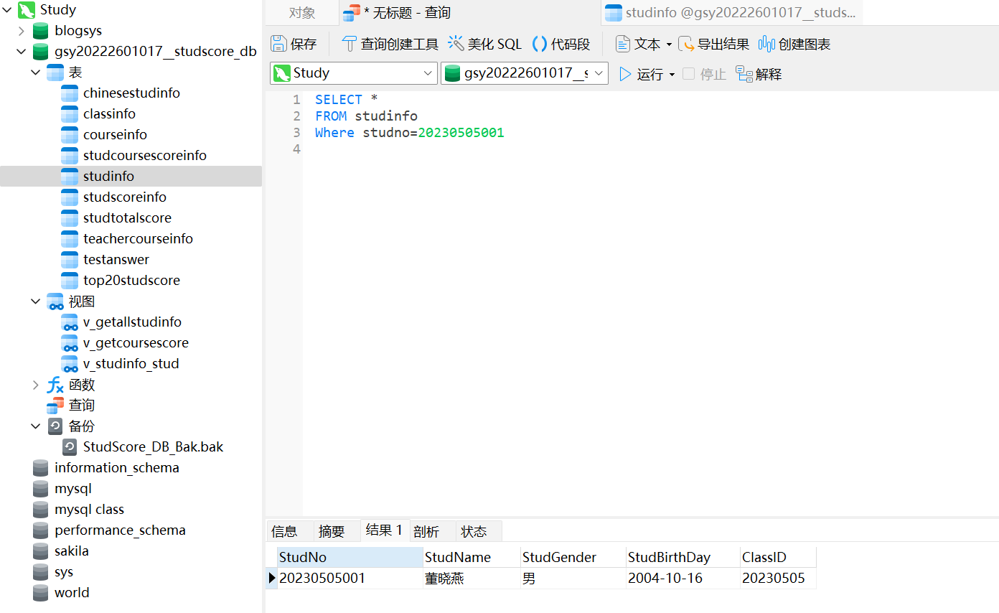 Study
blogsys
gsy20222601017__studscore_db
表
chinesestudinfo
classinfo
courseinfo
studcoursescoreinfo
studinfo
studscoreinfo
studtotalscore
teachercourseinfo
testanswer
top20studscore
视图
v_getallstudinfo
v_getcoursescore
v_studinfo_stud
函数
查询
备份
StudScore_DB_Bak.bak
information_schema
mysql
mysql class
performance_schema
sakila
sys
world
对象 * 无标题 - 查询 studinfo @gsy20222601017__studs...
保存 查询创建工具 美化 SQL 代码段 文本 导出结果 创建图表
Study gsy20222601017__s 运行 停止 解释
1 SELECT *
2 FROM studinfo
3 Where studno=20230505001
4
信息 摘要 结果 1 剖析 状态
StudNo StudName StudGender StudBirthDay ClassID
20230505001 董晓燕 男 2004-10-16 20230505